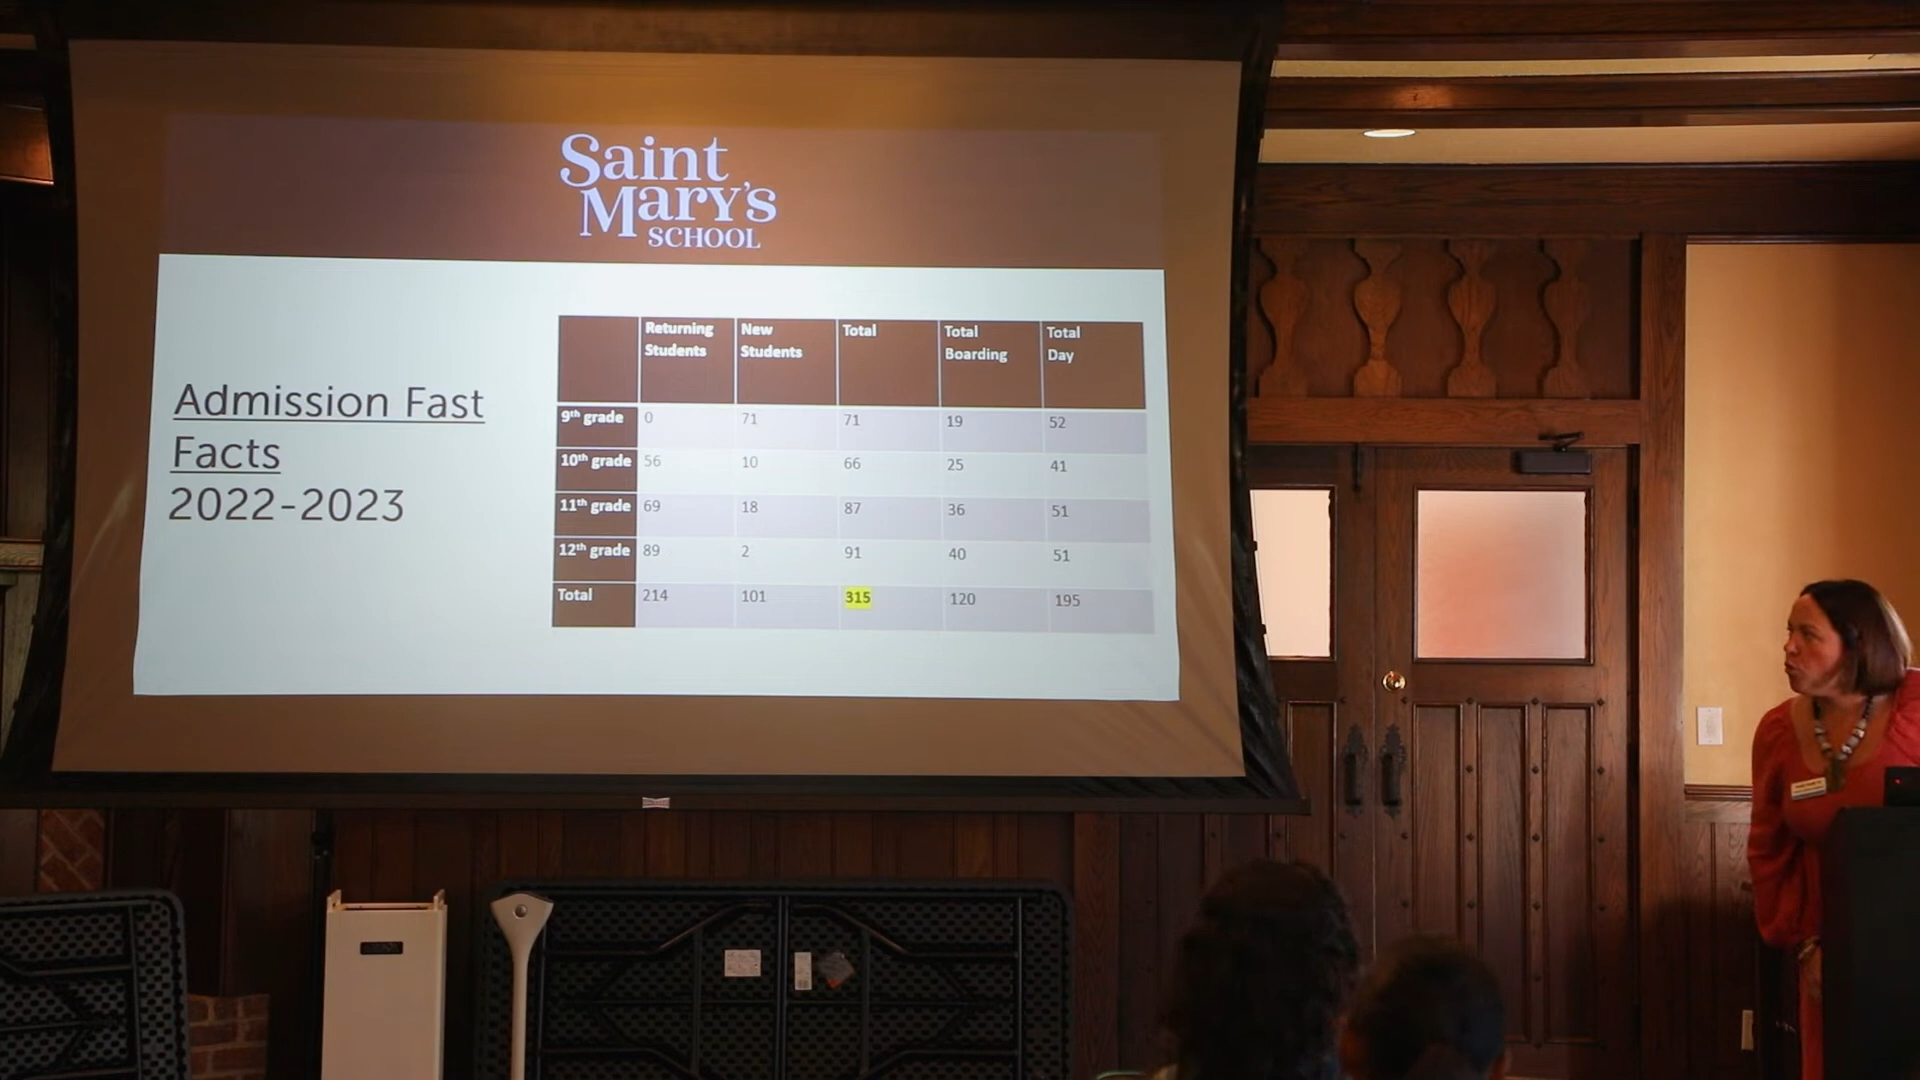 Saint
Mary's
SCHOOL
Admission Fast
Facts
2022-2023
Returning Students New Students Total Total Boarding Total Day
9th grade 0 71 71 19 52
10th grade 56 10 66 25 41
11th grade 69 18 87 36 51
12th grade 89 2 91 40 51
Total 214 101 315 120 195